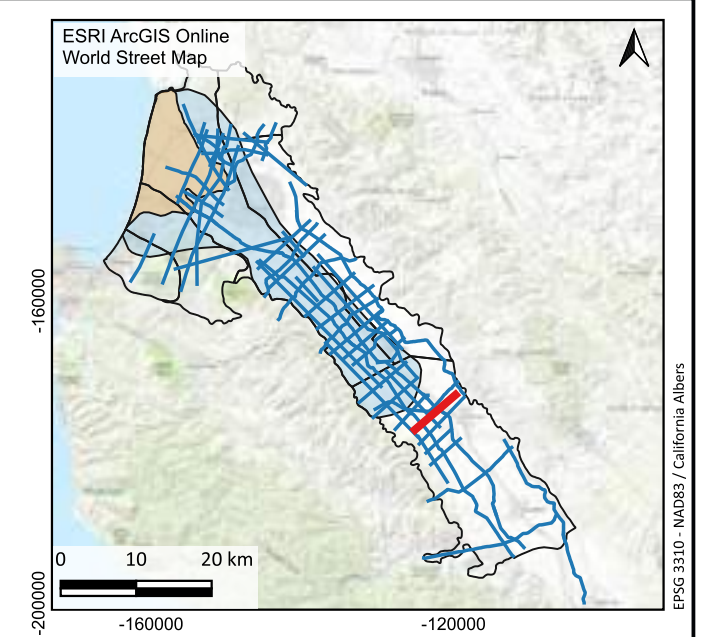 ESRI ArcGIS Online
World Street Map
-160000
-200000
0 10 20 km
-160000 -120000
EPSG 3310 - NAD83 / California Albers